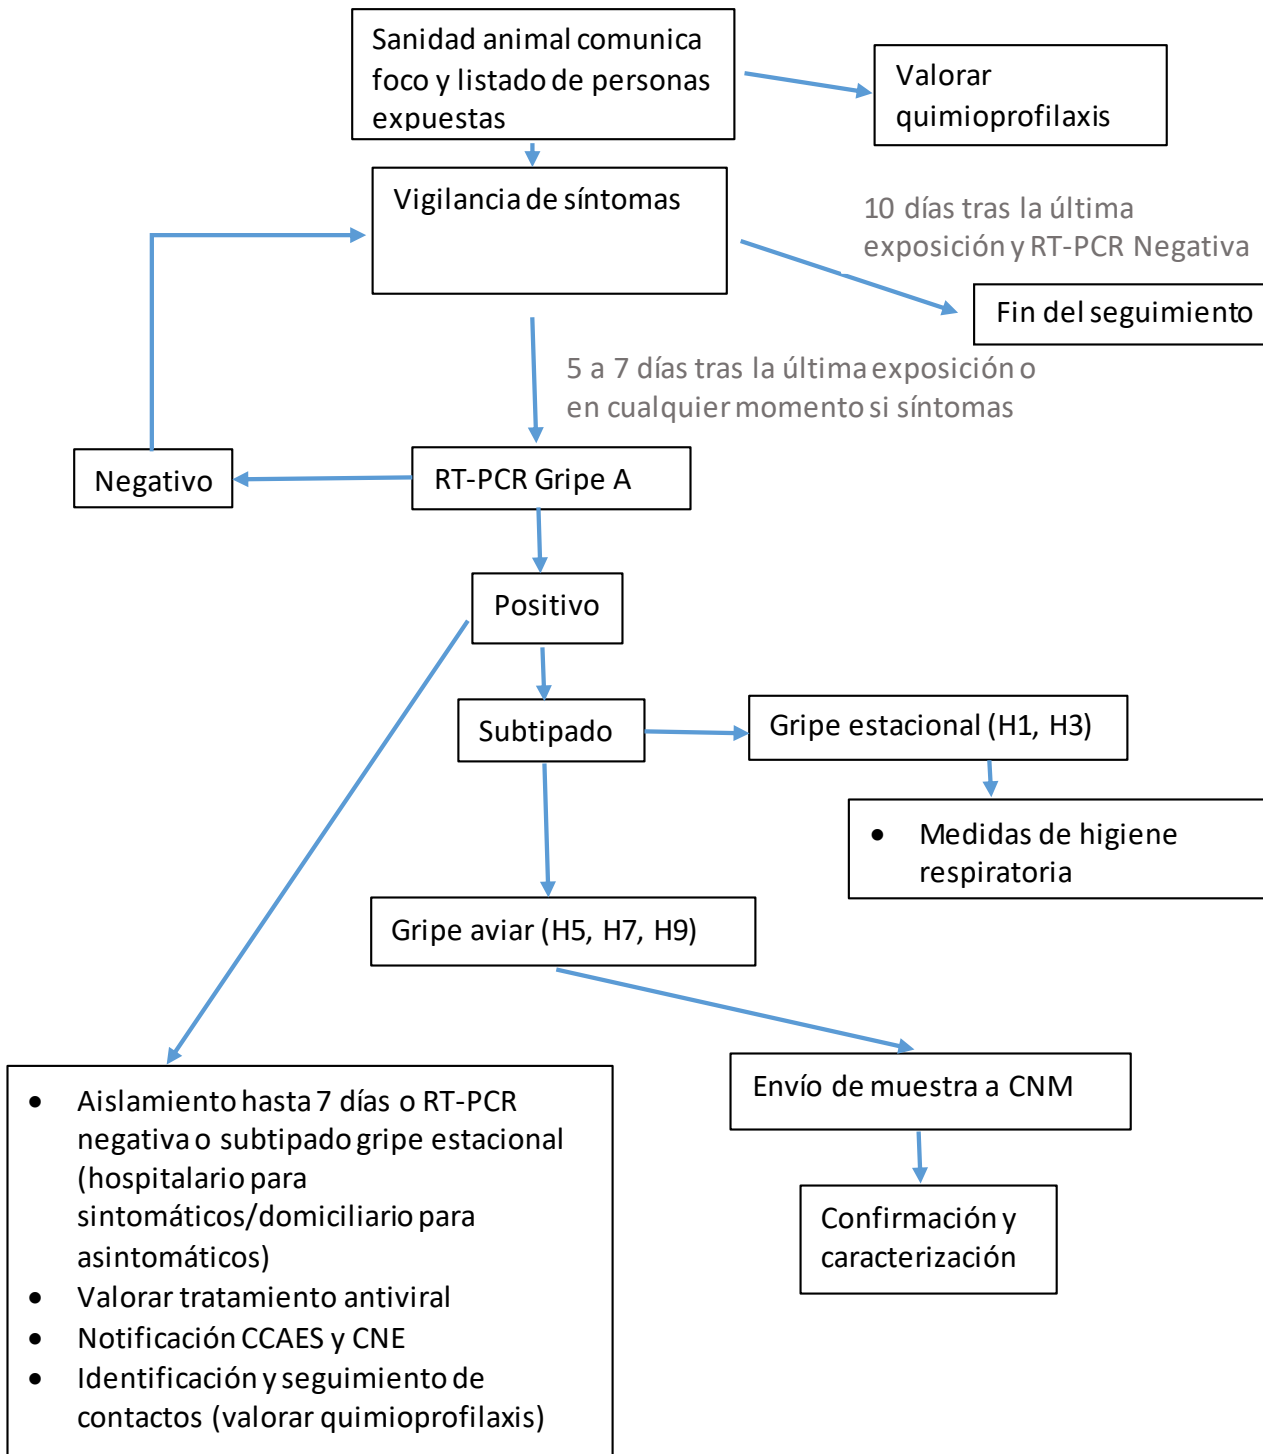 Sanidad animal comunica
foco y listado de personas
expuestas
Valorar
quimioprofilaxis
Vigilancia de síntomas
10 días tras la última
exposición y RT-PCR Negativa
Fin del seguimiento
5 a 7 días tras la última exposición o
en cualquier momento si síntomas
Negativo
RT-PCR Gripe A
Positivo
Subtipado
Gripe estacional (H1, H3)
• Medidas de higiene
respiratoria
Gripe aviar (H5, H7, H9)
Envío de muestra a CNM
Confirmación y
caracterización
• Aislamiento hasta 7 días o RT-PCR
negativa o subtipado gripe estacional
(hospitalario para
sintomáticos/domiciliario para
asintomáticos)
• Valorar tratamiento antiviral
• Notificación CCAES y CNE
• Identificación y seguimiento de
contactos (valorar quimioprofilaxis)